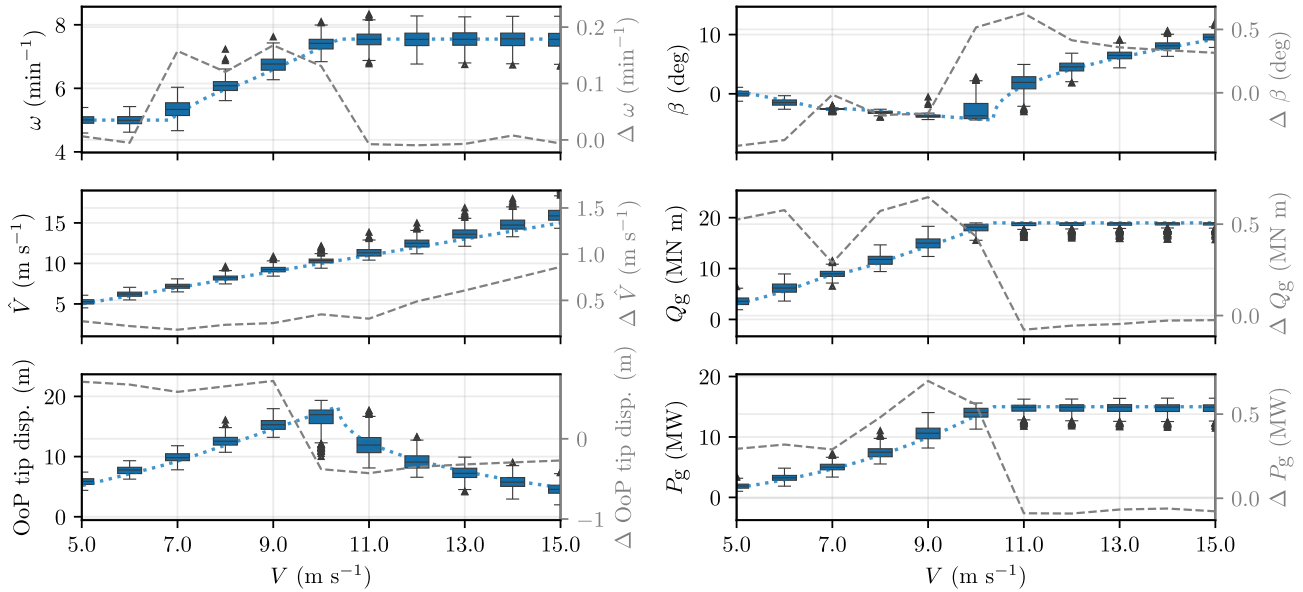 ω (min⁻¹)
8
6
4
0.2
0.1
0.0
Δ ω (min⁻¹)
β (deg)
10
0
0.5
0.0
Δ β (deg)
V̂ (m s⁻¹)
15
10
5
1.5
1.0
0.5
Δ V̂ (m s⁻¹)
Q_g (MN m)
20
10
0
0.5
0.0
Δ Q_g (MN m)
OoP tip disp. (m)
20
10
0
0
−1
Δ OoP tip disp. (m)
5.0 7.0 9.0 11.0 13.0 15.0
V (m s⁻¹)
P_g (MW)
20
10
0
0.5
0.0
Δ P_g (MW)
5.0 7.0 9.0 11.0 13.0 15.0
V (m s⁻¹)